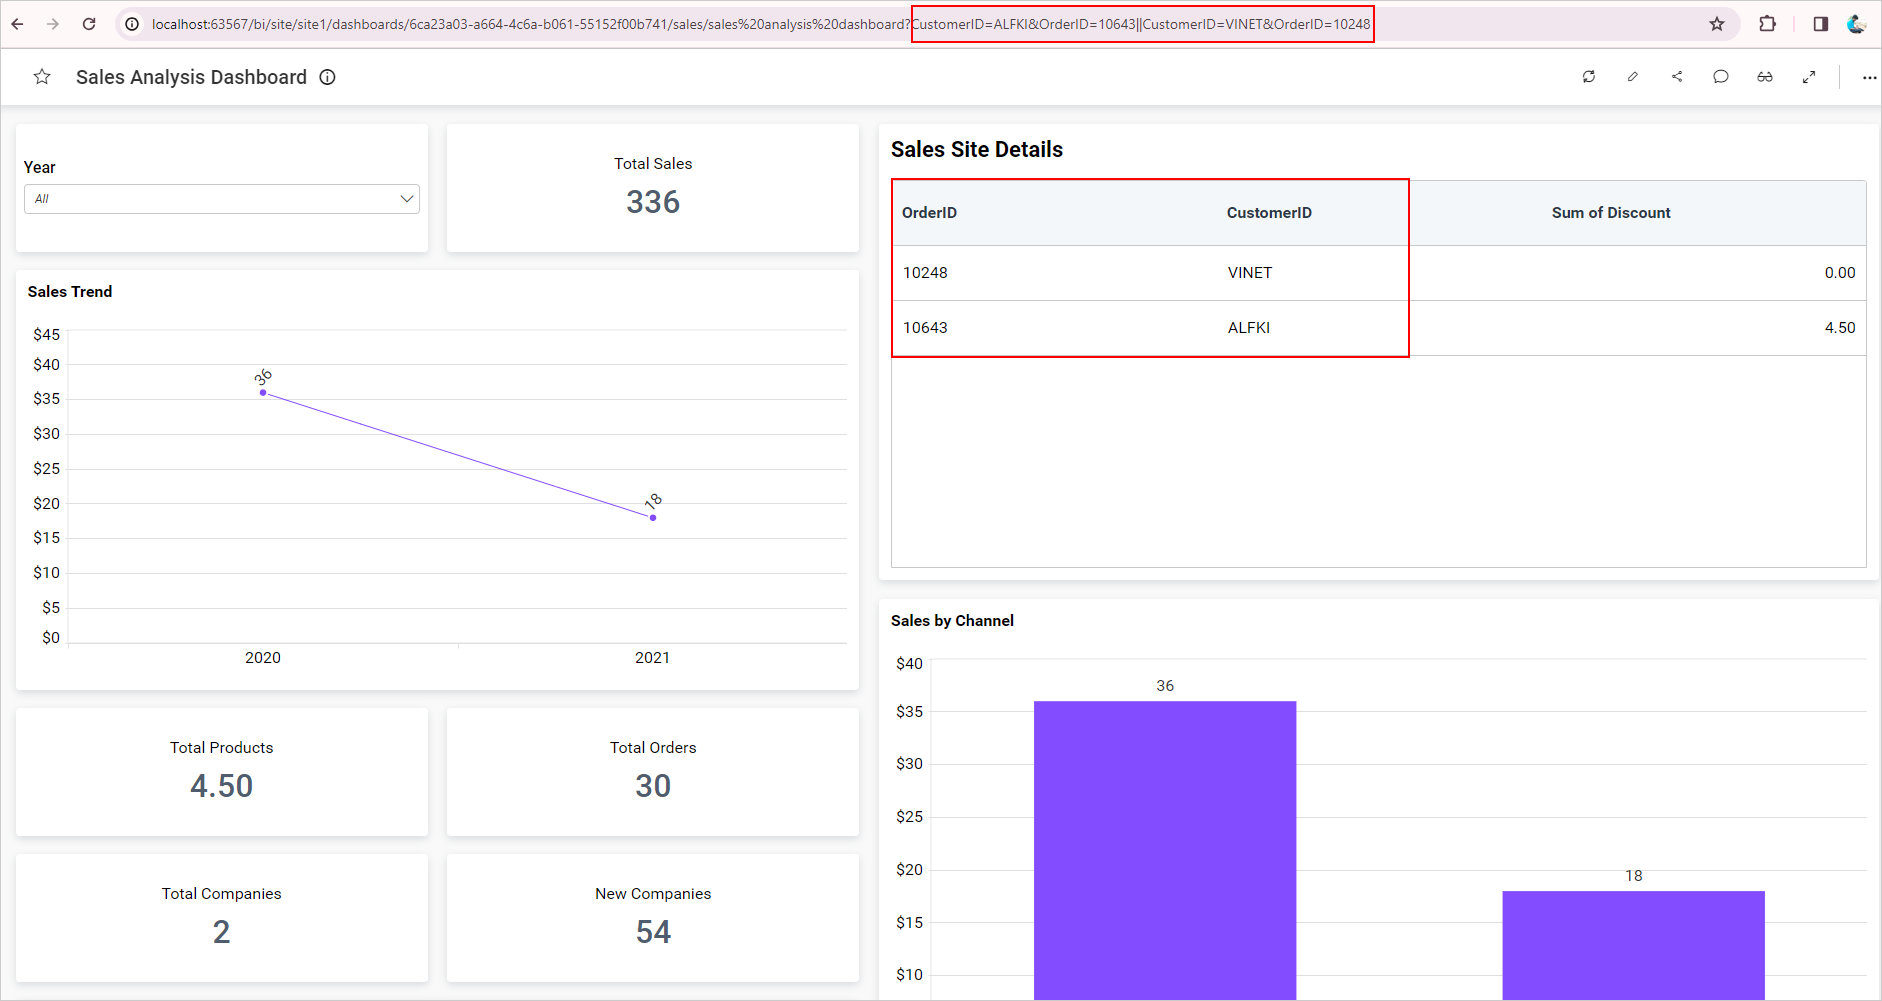 localhost:63567/bi/site/site1/dashboards/6ca23a03-a664-4c6a-b061-55152f00b741/sales/sales%20analysis%20dashboard?CustomerID=ALFKI&OrderID=10643||CustomerID=VINET&OrderID=10248
Sales Analysis Dashboard
Year
All
Total Sales
336
Sales Trend
$45
$40
$35
$30
$25
$20
$15
$10
$5
$0
36
18
2020 2021
Total Products
4.50
Total Orders
30
Total Companies
2
New Companies
54
Sales Site Details
OrderID CustomerID Sum of Discount
10248 VINET 0.00
10643 ALFKI 4.50
Sales by Channel
$40
$35
$30
$25
$20
$15
$10
36
18